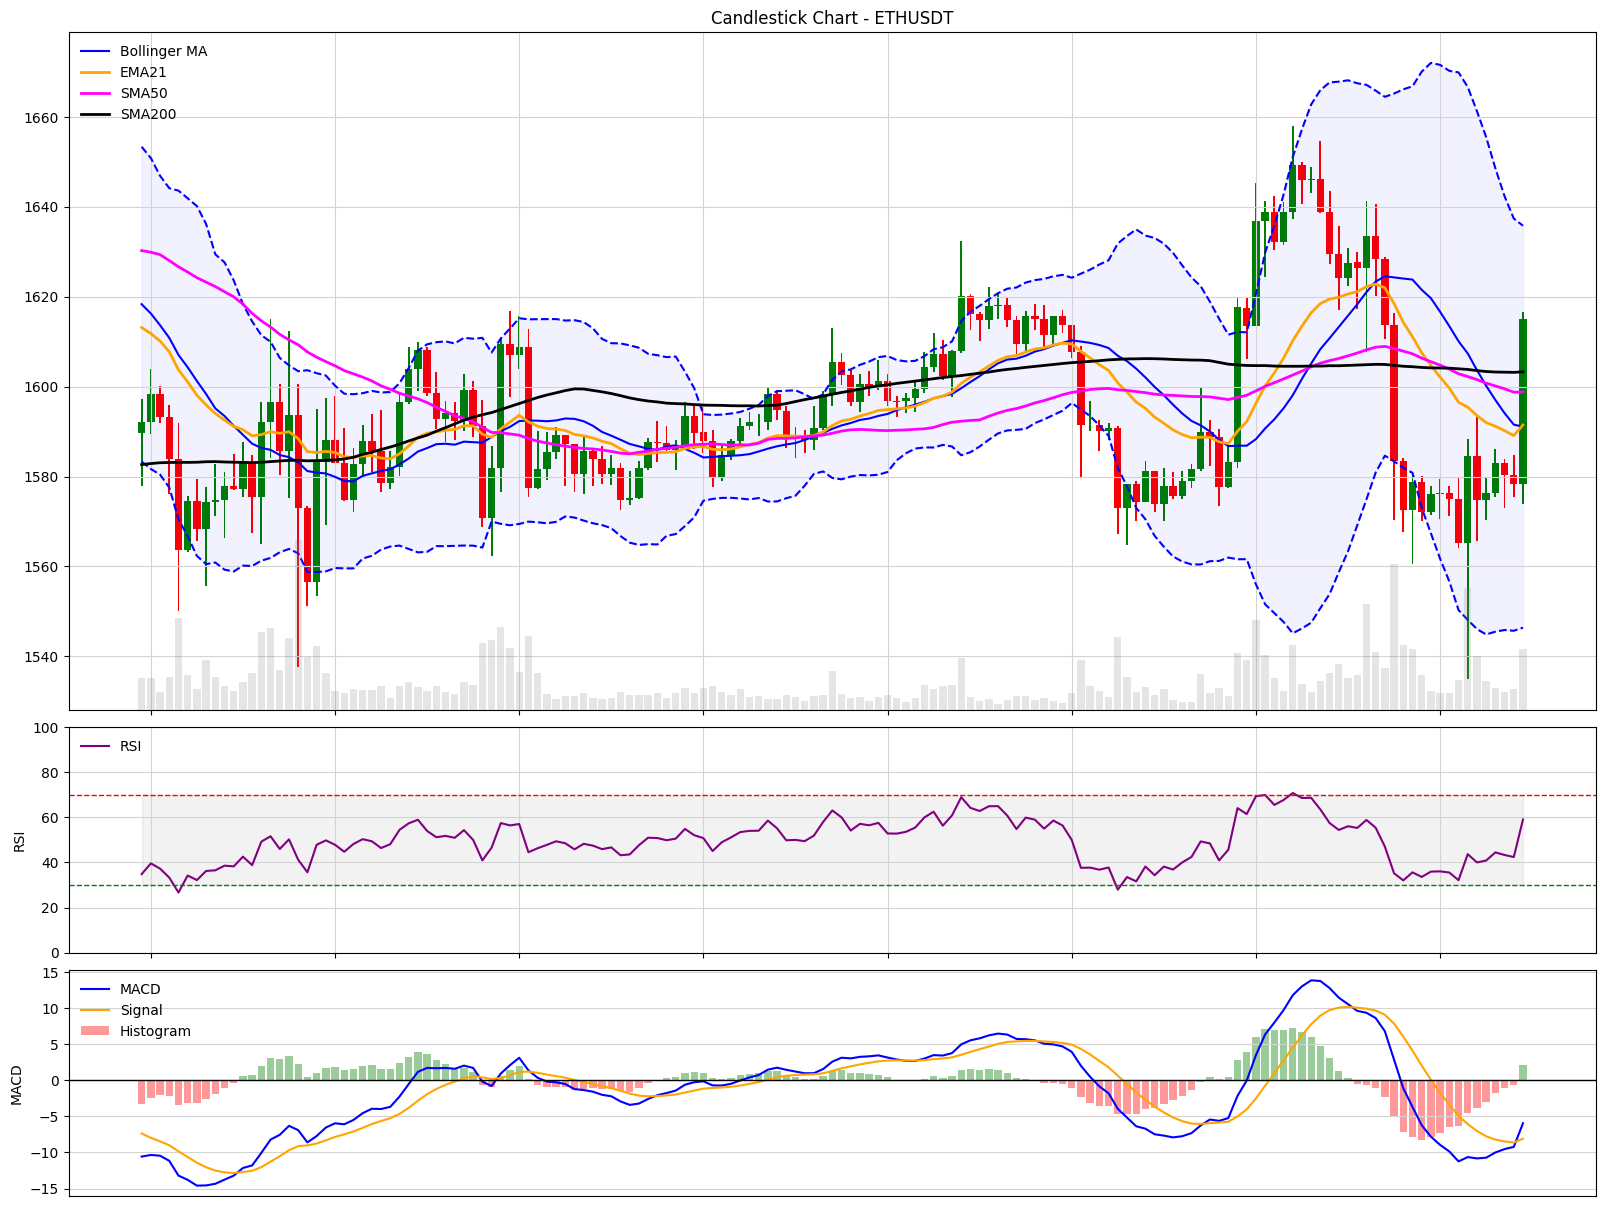 Candlestick Chart - ETHUSDT
Bollinger MA
EMA21
SMA50
SMA200
1660
1640
1620
1600
1580
1560
1540
100
80
60
40
20
0
RSI
RSI
15
10
5
0
−5
−10
−15
MACD
MACD
Signal
Histogram